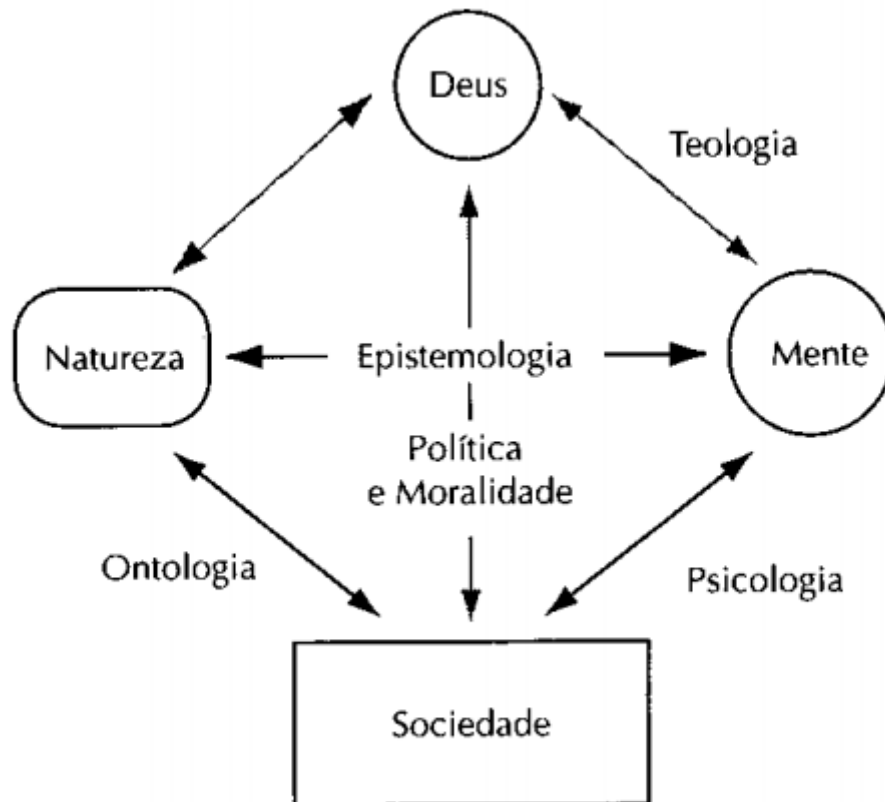 Deus
Teologia
Natureza
Epistemologia
Mente
Política
e Moralidade
Ontologia
Psicologia
Sociedade